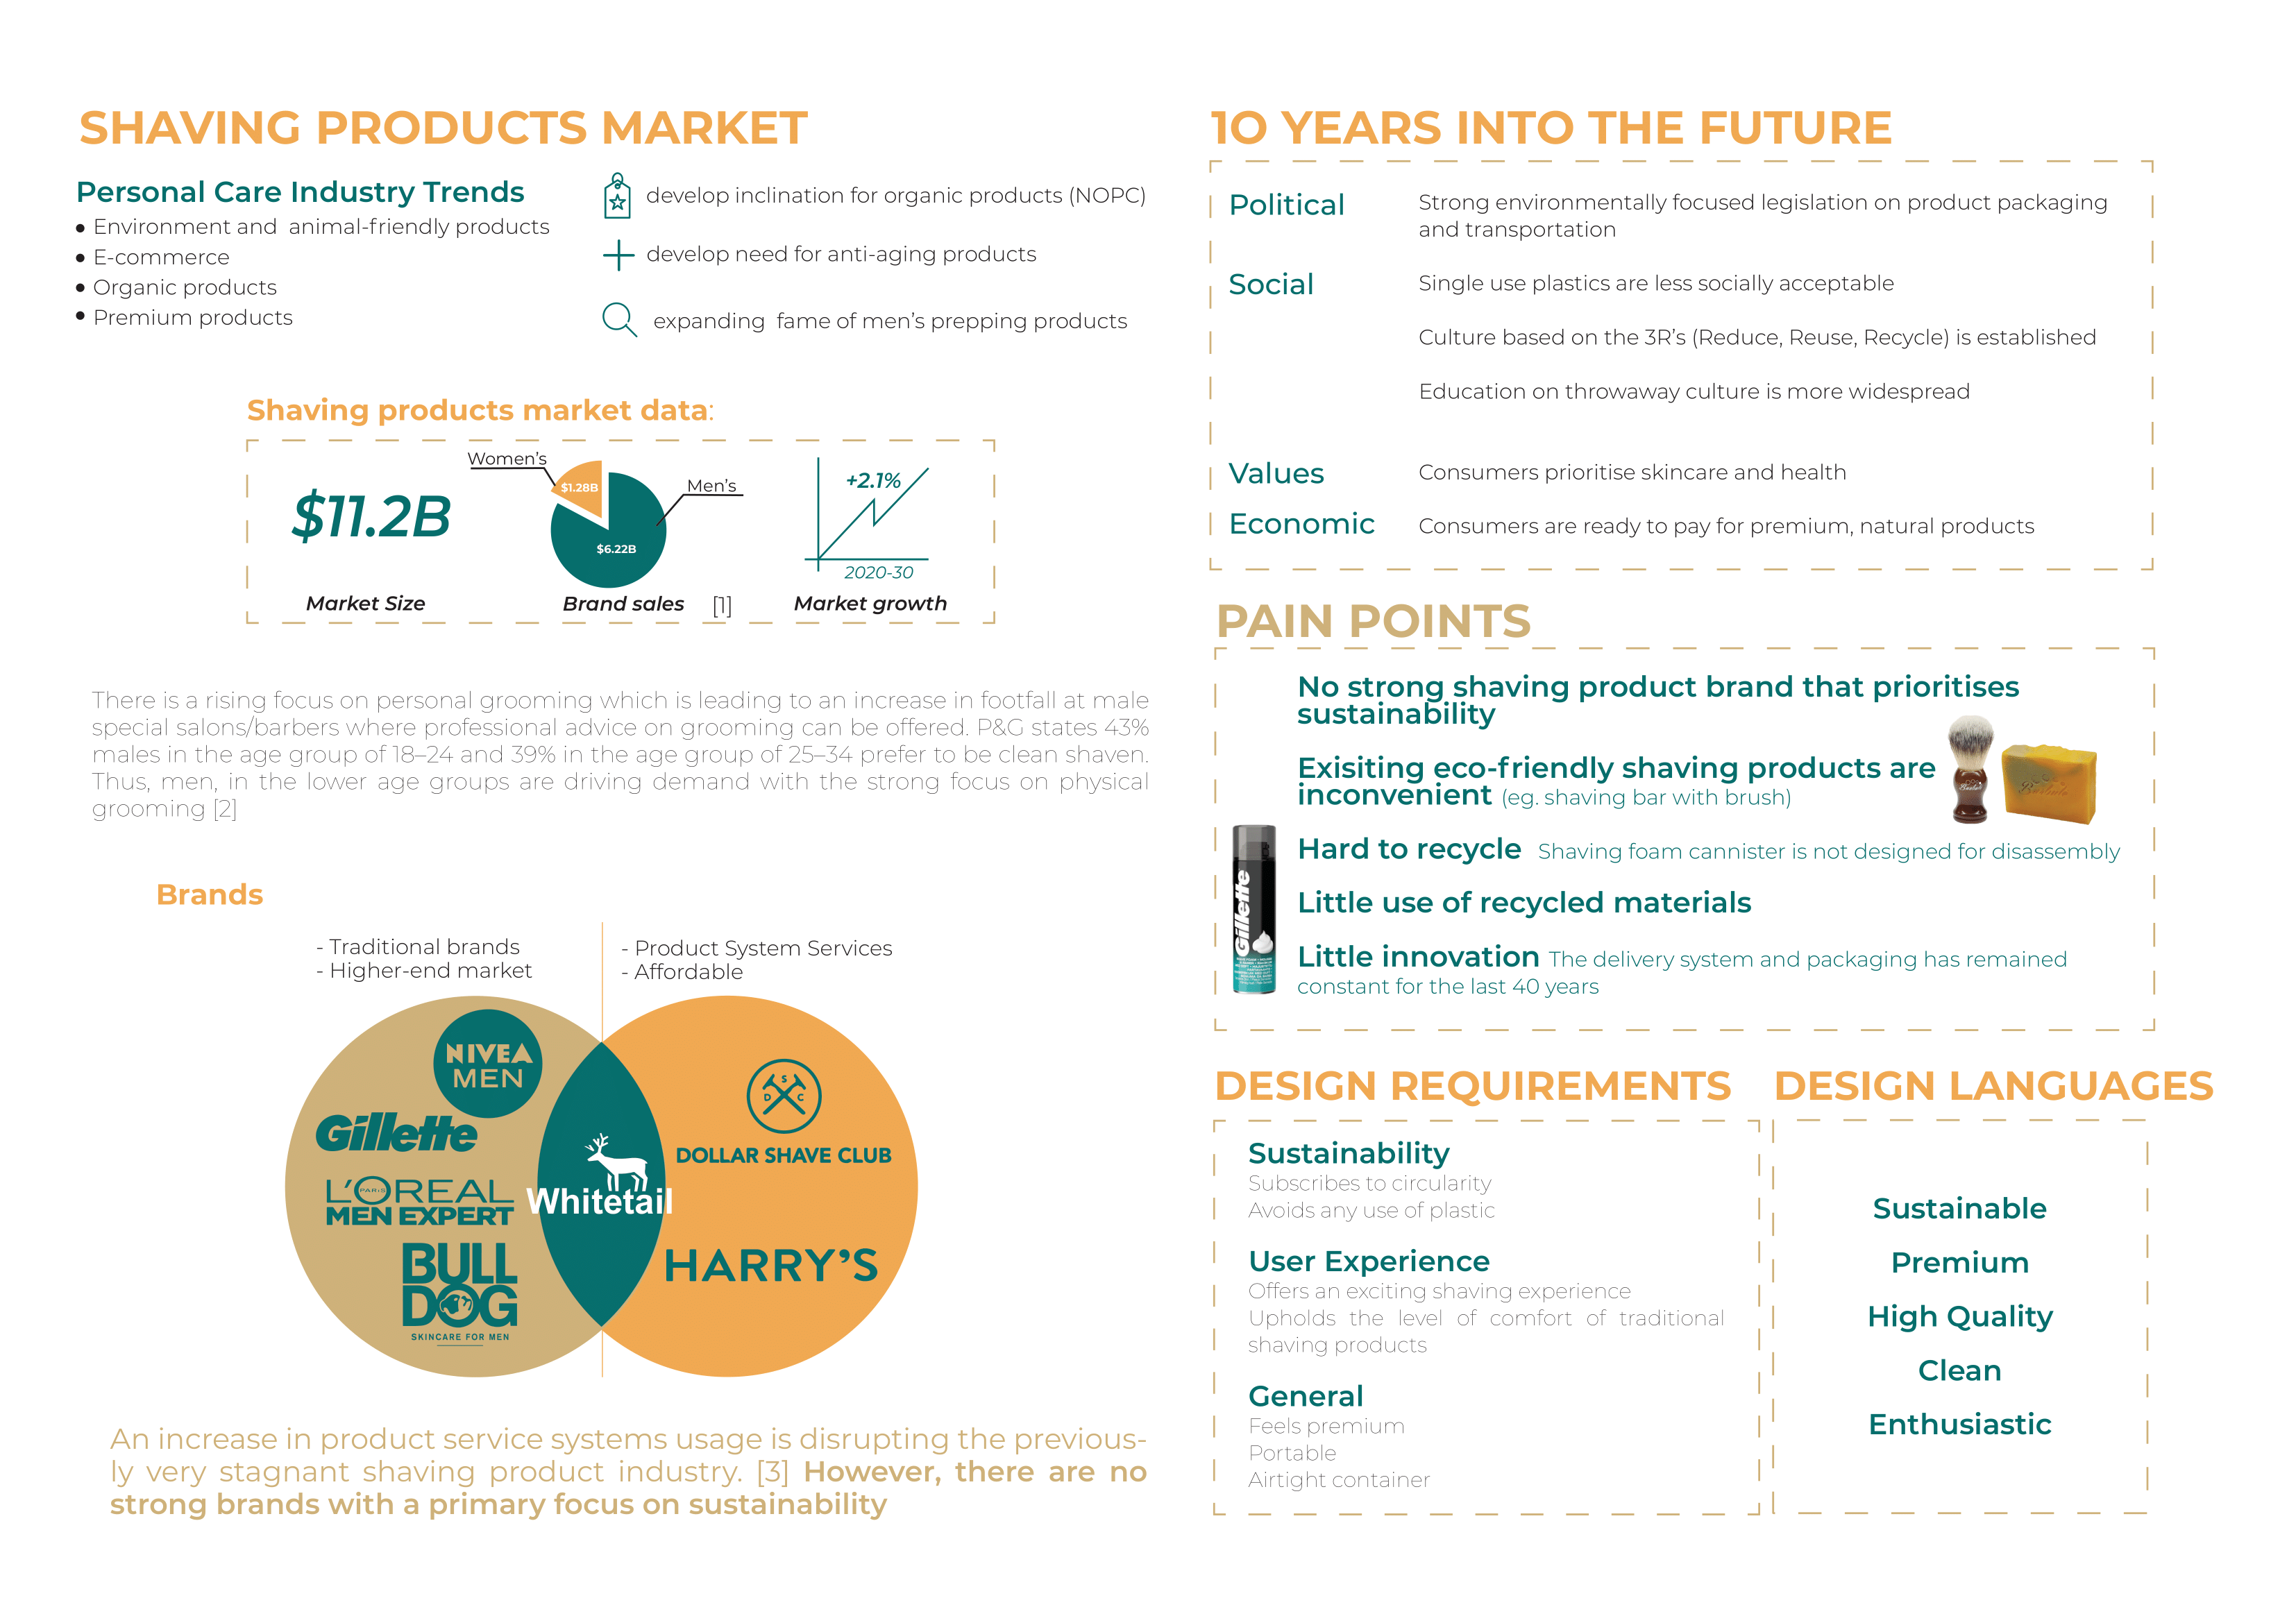 SHAVING PRODUCTS MARKET
Personal Care Industry Trends
Environment and animal-friendly products
E-commerce
Organic products
Premium products
develop inclination for organic products (NOPC)
develop need for anti-aging products
expanding fame of men's prepping products
Shaving products market data:
$11.2B
Market Size
Women's
$1.28B
Men's
$6.22B
Brand sales [1]
+2.1%
2020-30
Market growth
There is a rising focus on personal grooming which is leading to an increase in footfall at male
special salons/barbers where professional advice on grooming can be offered. P&G states 43%
males in the age group of 18–24 and 39% in the age group of 25–34 prefer to be clean shaven.
Thus, men, in the lower age groups are driving demand with the strong focus on physical
grooming [2]
Brands
- Traditional brands
- Higher-end market
- Product System Services
- Affordable
NIVEA
MEN
Gillette
L'OREAL
PARIS
MEN EXPERT
BULL
DOG
SKINCARE FOR MEN
Whitetail
S
D C
DOLLAR SHAVE CLUB
HARRY'S
An increase in product service systems usage is disrupting the previous-
ly very stagnant shaving product industry. [3] However, there are no
strong brands with a primary focus on sustainability
10 YEARS INTO THE FUTURE
Political
Strong environmentally focused legislation on product packaging
and transportation
Social
Single use plastics are less socially acceptable
Culture based on the 3R's (Reduce, Reuse, Recycle) is established
Education on throwaway culture is more widespread
Values
Consumers prioritise skincare and health
Economic
Consumers are ready to pay for premium, natural products
PAIN POINTS
No strong shaving product brand that prioritises
sustainability
Exisiting eco-friendly shaving products are
inconvenient (eg. shaving bar with brush)
Hard to recycle Shaving foam cannister is not designed for disassembly
Little use of recycled materials
Little innovation The delivery system and packaging has remained
constant for the last 40 years
Gillette
DESIGN REQUIREMENTS
Sustainability
Subscribes to circularity
Avoids any use of plastic
User Experience
Offers an exciting shaving experience
Upholds the level of comfort of traditional
shaving products
General
Feels premium
Portable
Airtight container
DESIGN LANGUAGES
Sustainable
Premium
High Quality
Clean
Enthusiastic